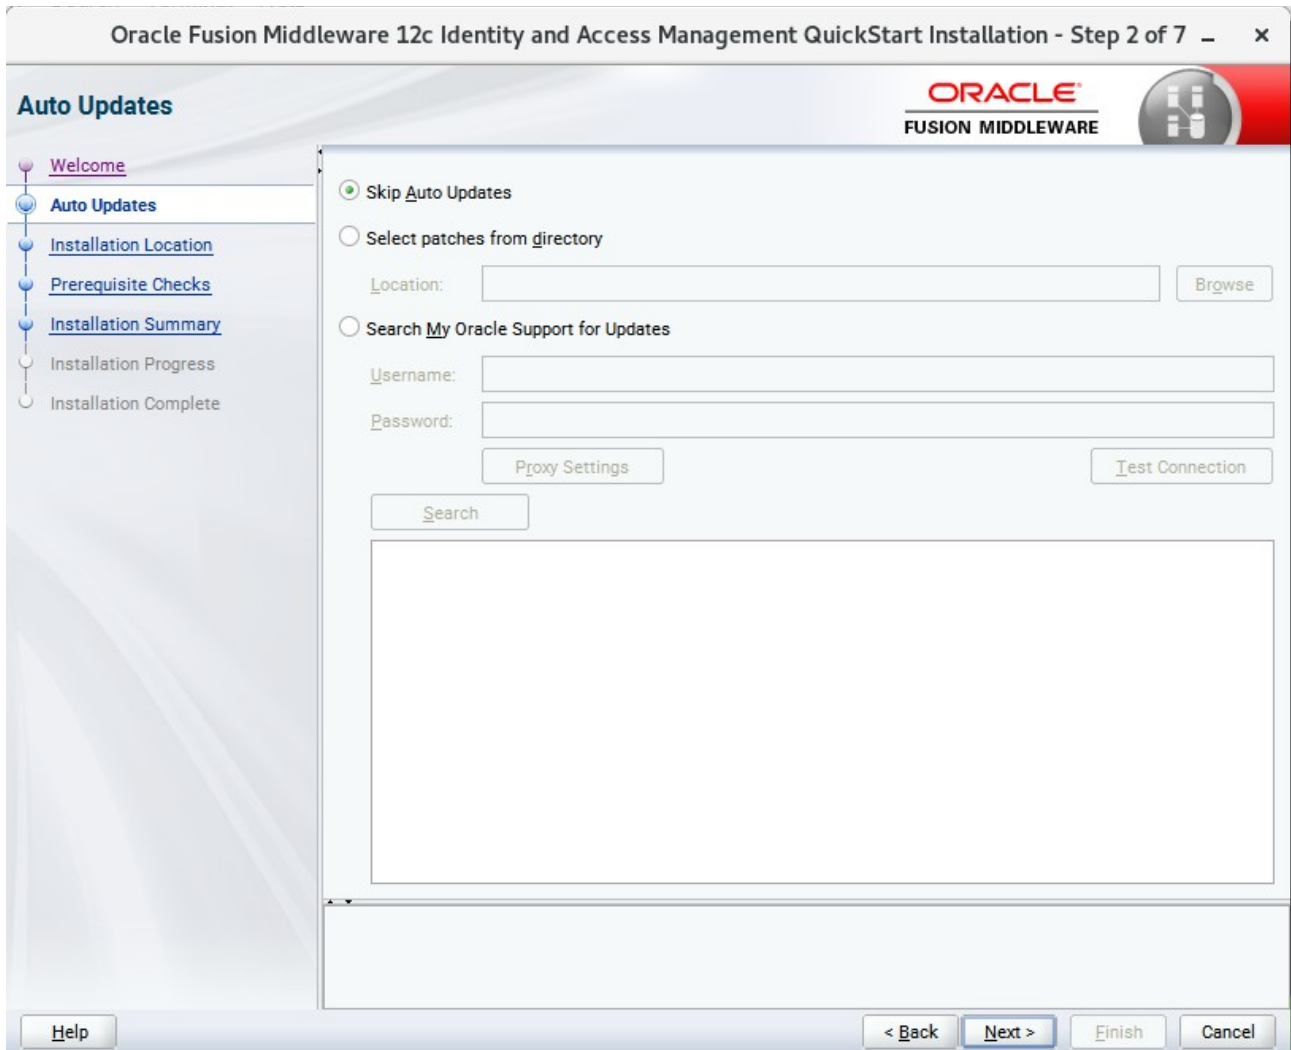 Oracle Fusion Middleware 12c Identity and Access Management QuickStart Installation - Step 2 of 7
Auto Updates
ORACLE
FUSION MIDDLEWARE
Welcome
Auto Updates
Installation Location
Prerequisite Checks
Installation Summary
Installation Progress
Installation Complete
Skip Auto Updates
Select patches from directory
Location:
Browse
Search My Oracle Support for Updates
Username:
Password:
Proxy Settings
Test Connection
Search
Help
< Back
Next >
Finish
Cancel